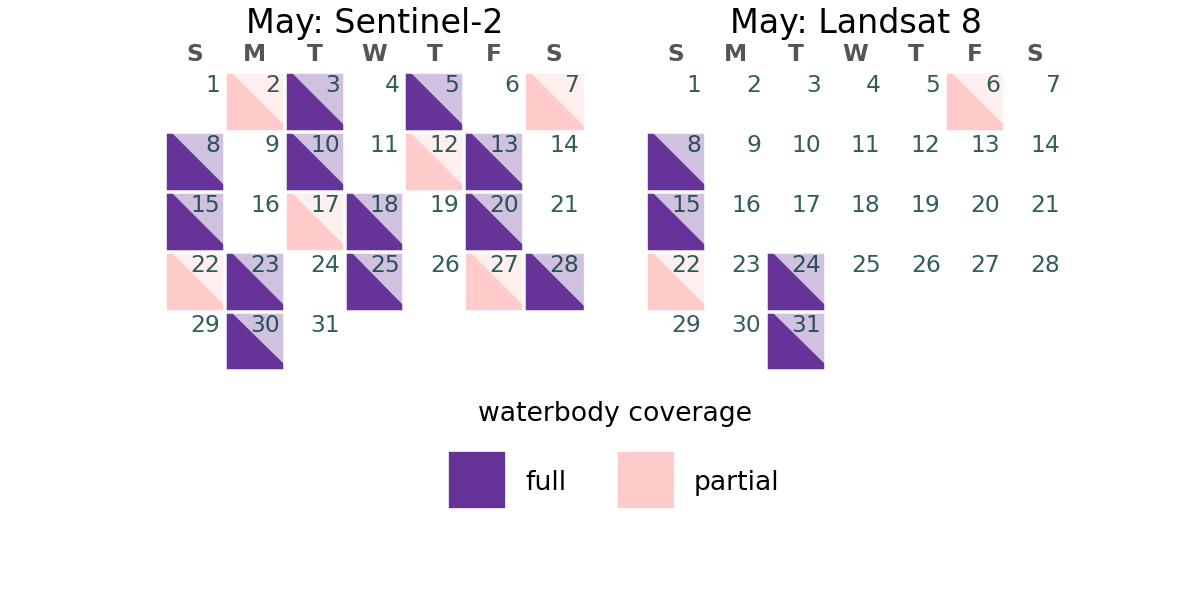 May: Sentinel-2
S M T W T F S
1 2 3 4 5 6 7
8 9 10 11 12 13 14
15 16 17 18 19 20 21
22 23 24 25 26 27 28
29 30 31
May: Landsat 8
S M T W T F S
1 2 3 4 5 6 7
8 9 10 11 12 13 14
15 16 17 18 19 20 21
22 23 24 25 26 27 28
29 30 31
waterbody coverage
full
partial